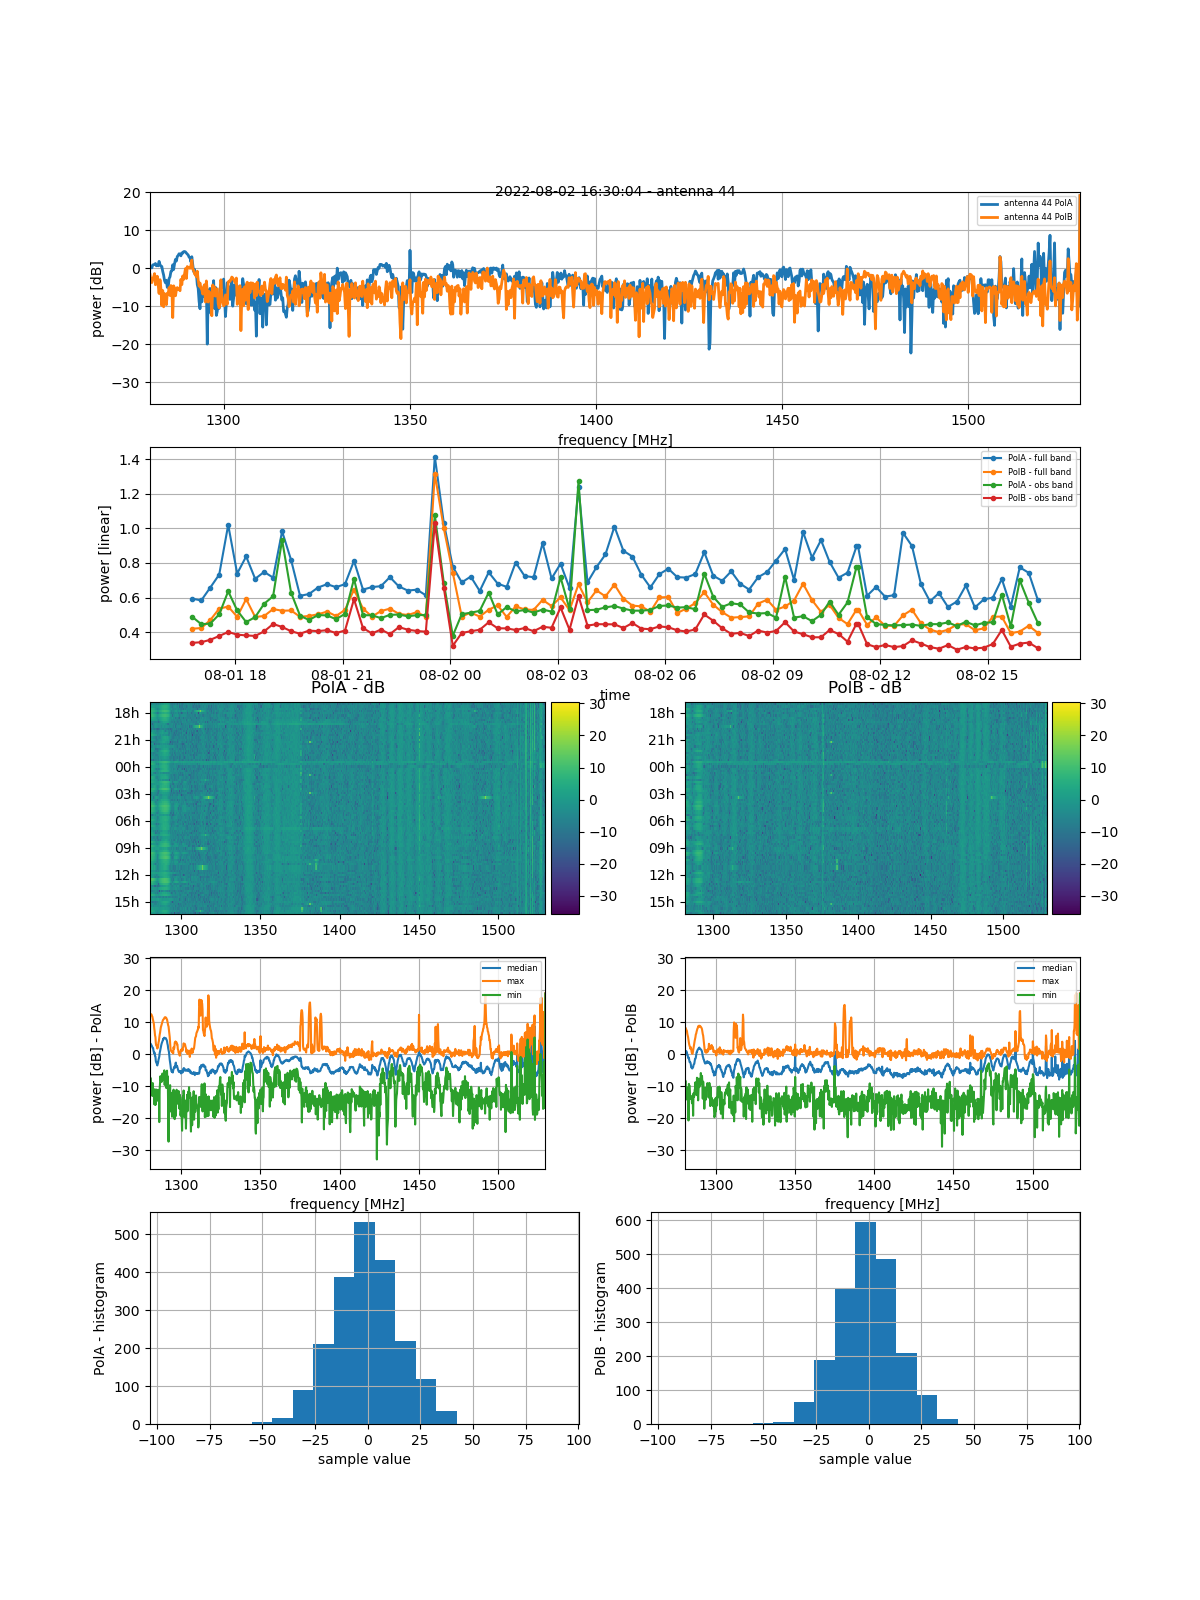 2022-08-02 16:30:04 - antenna 44
antenna 44 PolA
antenna 44 PolB
power [dB]
20
10
0
−10
−20
−30
1300 1350 1400 1450 1500
frequency [MHz]
PolA - full band
PolB - full band
PolA - obs band
PolB - obs band
power [linear]
1.4
1.2
1.0
0.8
0.6
0.4
08-01 18 08-01 21 08-02 00 08-02 03 08-02 06 08-02 09 08-02 12 08-02 15
time
PolA - dB
18h
21h
00h
03h
06h
09h
12h
15h
1300 1350 1400 1450 1500
30
20
10
0
−10
−20
−30
PolB - dB
18h
21h
00h
03h
06h
09h
12h
15h
1300 1350 1400 1450 1500
30
20
10
0
−10
−20
−30
power [dB] - PolA
30
20
10
0
−10
−20
−30
median
max
min
1300 1350 1400 1450 1500
frequency [MHz]
power [dB] - PolB
30
20
10
0
−10
−20
−30
median
max
min
1300 1350 1400 1450 1500
frequency [MHz]
PolA - histogram
500
400
300
200
100
0
−100 −75 −50 −25 0 25 50 75 100
sample value
PolB - histogram
600
500
400
300
200
100
0
−100 −75 −50 −25 0 25 50 75 100
sample value